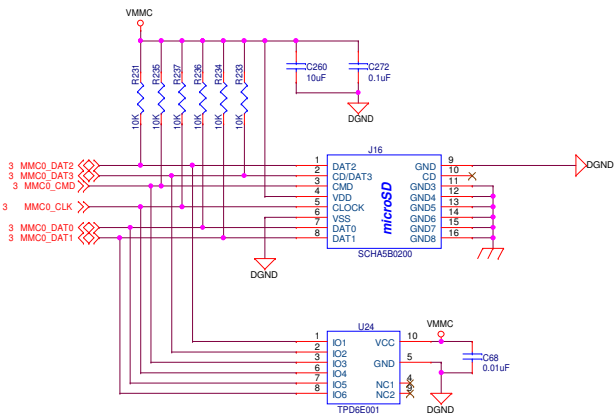 VMMC
R231
R235
R237
R236
R234
R233
10K
10K
10K
10K
10K
10K
C260
10uF
C272
0.1uF
DGND
J16
3 MMC0_DAT2
3 MMC0_DAT3
3 MMC0_CMD
3 MMC0_CLK
3 MMC0_DAT0
3 MMC0_DAT1
1 DAT2 GND 9
2 CD/DAT3 CD 10
3 CMD GND3 11
4 VDD GND4 12
5 CLOCK GND5 13
6 VSS GND6 14
7 DAT0 GND7 15
8 DAT1 GND8 16
microSD
SCHA5B0200
DGND
DGND
U24
1 IO1 VCC 10
2 IO2
3 IO3 GND 5
6 IO4
7 IO5 NC1 4
8 IO6 NC2
TPD6E001
VMMC
C68
0.01uF
DGND